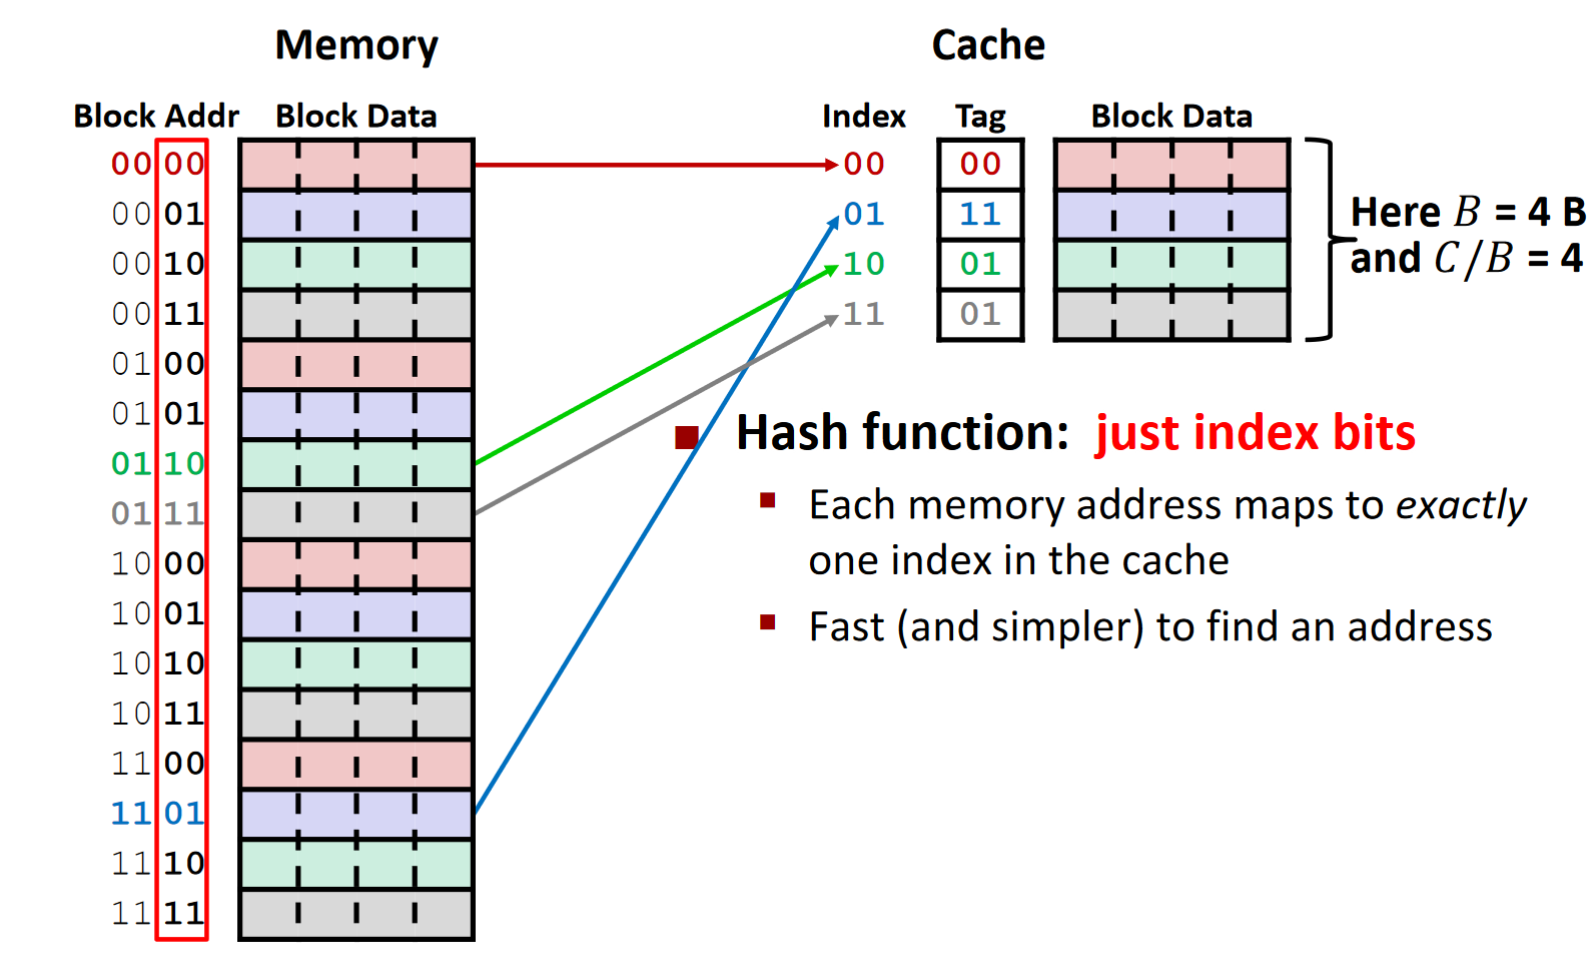 Memory Cache
Block Addr Block Data Index Tag Block Data
00 00 00 00
00 01 01 11
00 10 10 01
00 11 11 01
01 00
01 01
01 10
01 11
10 00
10 01
10 10
10 11
11 00
11 01
11 10
11 11
Here B = 4 B
and C/B = 4
Hash function: just index bits
Each memory address maps to exactly
one index in the cache
Fast (and simpler) to find an address